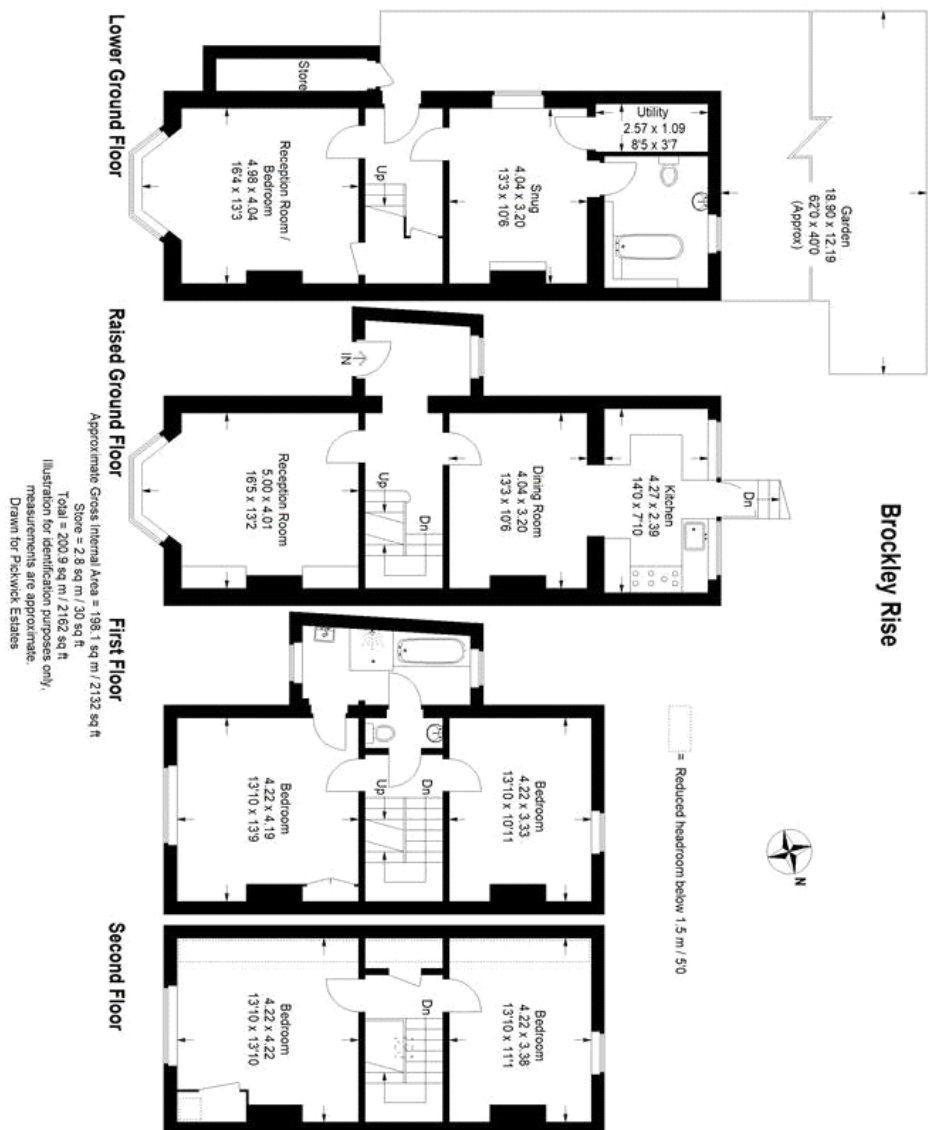 Brockley Rise
= Reduced headroom below 1.5 m / 5'0
N
Garden
18.90 x 12.19
62'0 x 40'0
(Approx)
Utility
2.57 x 1.09
8'5 x 3'7
Snug
4.04 x 3.20
13'3 x 10'6
Up
Store
Reception Room /
Bedroom
4.98 x 4.04
16'4 x 13'3
Lower Ground Floor
Dn
Kitchen
4.27 x 2.39
14'0 x 7'10
Dining Room
4.04 x 3.20
13'3 x 10'6
IN
Dn
Up
Reception Room
5.00 x 4.01
16'5 x 13'2
Raised Ground Floor
Bedroom
4.22 x 3.33
13'10 x 10'11
Dn
Up
Bedroom
4.22 x 4.19
13'10 x 13'9
First Floor
Bedroom
4.22 x 3.38
13'10 x 11'1
Dn
Bedroom
4.22 x 4.22
13'10 x 13'10
Second Floor
Approximate Gross Internal Area = 198.1 sq m / 2132 sq ft
Store = 2.8 sq m / 30 sq ft
Total = 200.9 sq m / 2162 sq ft
Illustration for identification purposes only,
measurements are approximate.
Drawn for Pickwick Estates